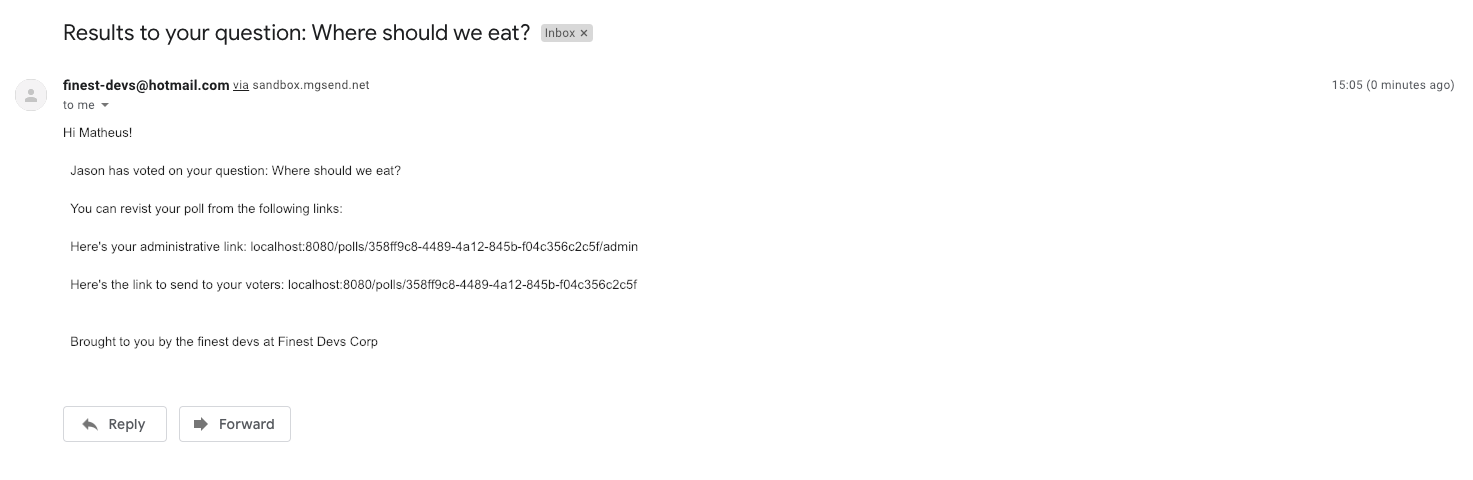 Results to your question: Where should we eat? Inbox ×
finest-devs@hotmail.com via sandbox.mgsend.net 15:05 (0 minutes ago)
to me
Hi Matheus!
Jason has voted on your question: Where should we eat?
You can revist your poll from the following links:
Here's your administrative link: localhost:8080/polls/358ff9c8-4489-4a12-845b-f04c356c2c5f/admin
Here's the link to send to your voters: localhost:8080/polls/358ff9c8-4489-4a12-845b-f04c356c2c5f
Brought to you by the finest devs at Finest Devs Corp
Reply Forward